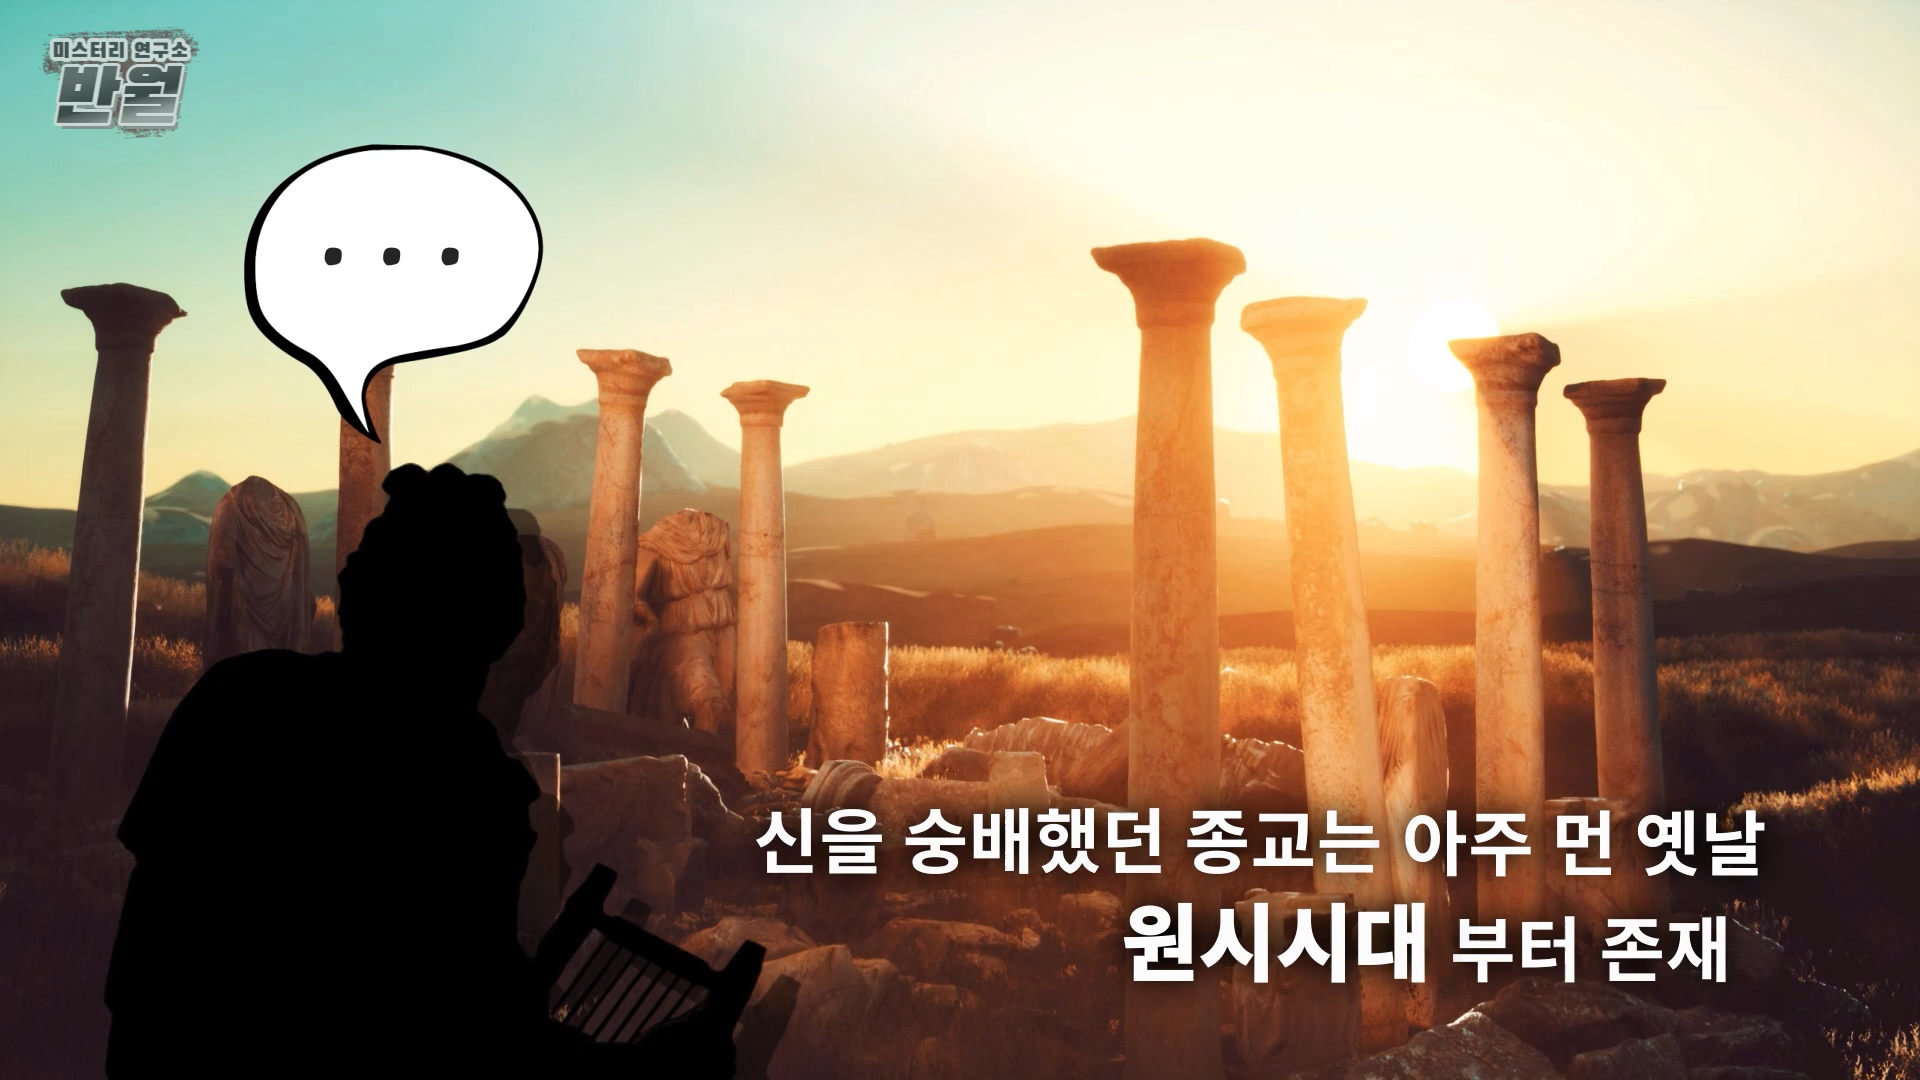 미스터리 연구소
반월
...
신을 숭배했던 종교는 아주 먼 옛날
원시시대 부터 존재